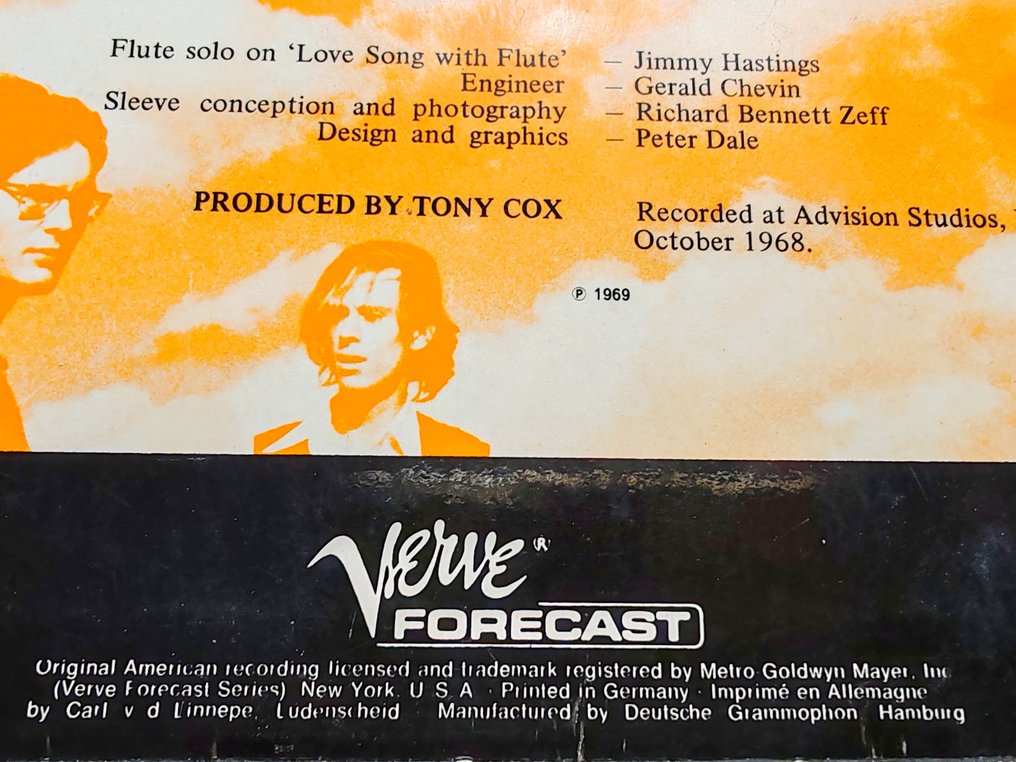 Flute solo on ‘Love Song with Flute’ – Jimmy Hastings
Engineer – Gerald Chevin
Sleeve conception and photography – Richard Bennett Zeff
Design and graphics – Peter Dale
PRODUCED BY TONY COX
Recorded at Advision Studios,
October 1968.
℗ 1969
Verve ®
FORECAST
Original American recording licensed and trademark registered by Metro Goldwyn Mayer, Inc.
(Verve Forecast Series) New York, U S A · Printed in Germany · Imprimé en Allemagne
by Carl v d Linnepe, Ludenscheid Manufactured by Deutsche Grammophon Hamburg